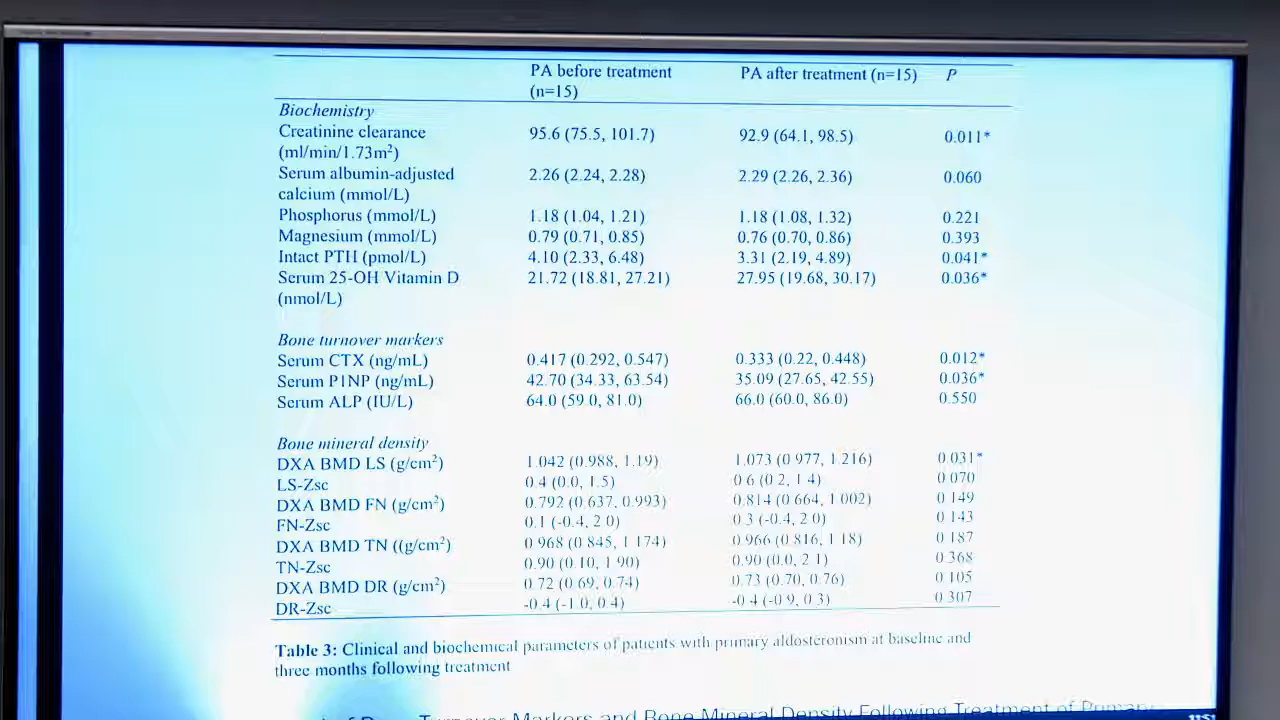 PA before treatment (n=15) PA after treatment (n=15) P
Biochemistry
Creatinine clearance (ml/min/1.73m²) 95.6 (75.5, 101.7) 92.9 (64.1, 98.5) 0.011*
Serum albumin-adjusted calcium (mmol/L) 2.26 (2.24, 2.28) 2.29 (2.26, 2.36) 0.060
Phosphorus (mmol/L) 1.18 (1.04, 1.21) 1.18 (1.08, 1.32) 0.221
Magnesium (mmol/L) 0.79 (0.71, 0.85) 0.76 (0.70, 0.86) 0.393
Intact PTH (pmol/L) 4.10 (2.33, 6.48) 3.31 (2.19, 4.89) 0.041*
Serum 25-OH Vitamin D (nmol/L) 21.72 (18.81, 27.21) 27.95 (19.68, 30.17) 0.036*
Bone turnover markers
Serum CTX (ng/mL) 0.417 (0.292, 0.547) 0.333 (0.22, 0.448) 0.012*
Serum P1NP (ng/mL) 42.70 (34.33, 63.54) 35.09 (27.65, 42.55) 0.036*
Serum ALP (IU/L) 64.0 (59.0, 81.0) 66.0 (60.0, 86.0) 0.550
Bone mineral density
DXA BMD LS (g/cm²) 1.042 (0.988, 1.19) 1.073 (0.977, 1.216) 0.031*
LS-Zsc 0.4 (0.0, 1.5) 0.6 (0.2, 1.4) 0.070
DXA BMD FN (g/cm²) 0.792 (0.637, 0.993) 0.814 (0.664, 1.002) 0.149
FN-Zsc 0.1 (-0.4, 2.0) 0.3 (-0.4, 2.0) 0.143
DXA BMD TN ((g/cm²) 0.968 (0.845, 1.174) 0.966 (0.816, 1.18) 0.187
TN-Zsc 0.90 (0.10, 1.90) 0.90 (0.0, 2.1) 0.368
DXA BMD DR (g/cm²) 0.72 (0.69, 0.74) 0.73 (0.70, 0.76) 0.105
DR-Zsc -0.4 (-1.0, 0.4) -0.4 (-0.9, 0.3) 0.307
Table 3: Clinical and biochemical parameters of patients with primary aldosteronism at baseline and
three months following treatment
of Bone Turnover Markers and Bone Mineral Density Following Treatment of Primary